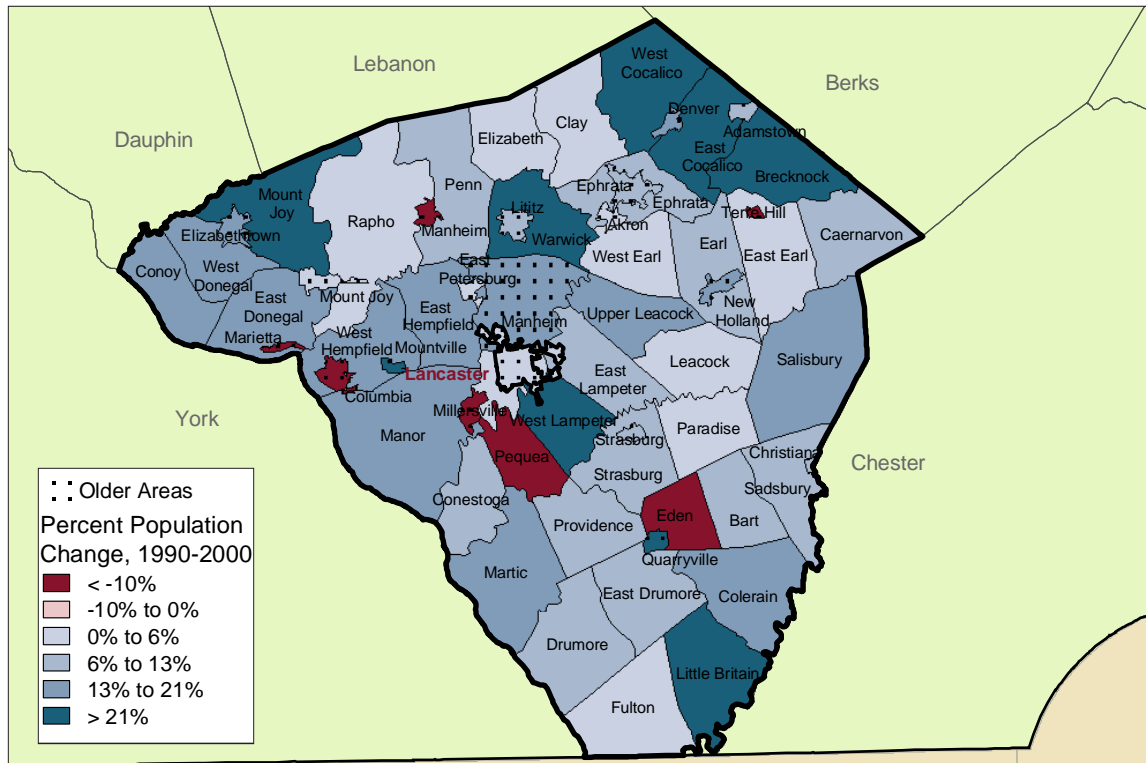 West
Cocalico
Lebanon
Berks
Denver
Adamstown
Clay
Elizabeth
Dauphin
East
Cocalico
Brecknock
Penn
Ephrata
Ephrata
Mount
Joy
Lititz
Rapho
Terre Hill
Akron
Manheim
Warwick
Caernarvon
Elizabethtown
Earl
West Earl
East Earl
East
Petersburg
Conoy
West
Donegal
Mount Joy
East
Donegal
East
Hempfield
New
Holland
Manheim
Upper Leacock
Marietta
West
Hempfield
Mountville
Salisbury
Leacock
Lancaster
East
Lampeter
Columbia
Millersville
West Lampeter
York
Manor
Paradise
Strasburg
Pequea
Christiana
Chester
Strasburg
Sadsbury
Conestoga
Eden
Providence
Bart
Quarryville
Martic
East Drumore
Colerain
Drumore
Little Britain
Fulton
Older Areas
Percent Population
Change, 1990-2000
< -10%
-10% to 0%
0% to 6%
6% to 13%
13% to 21%
> 21%